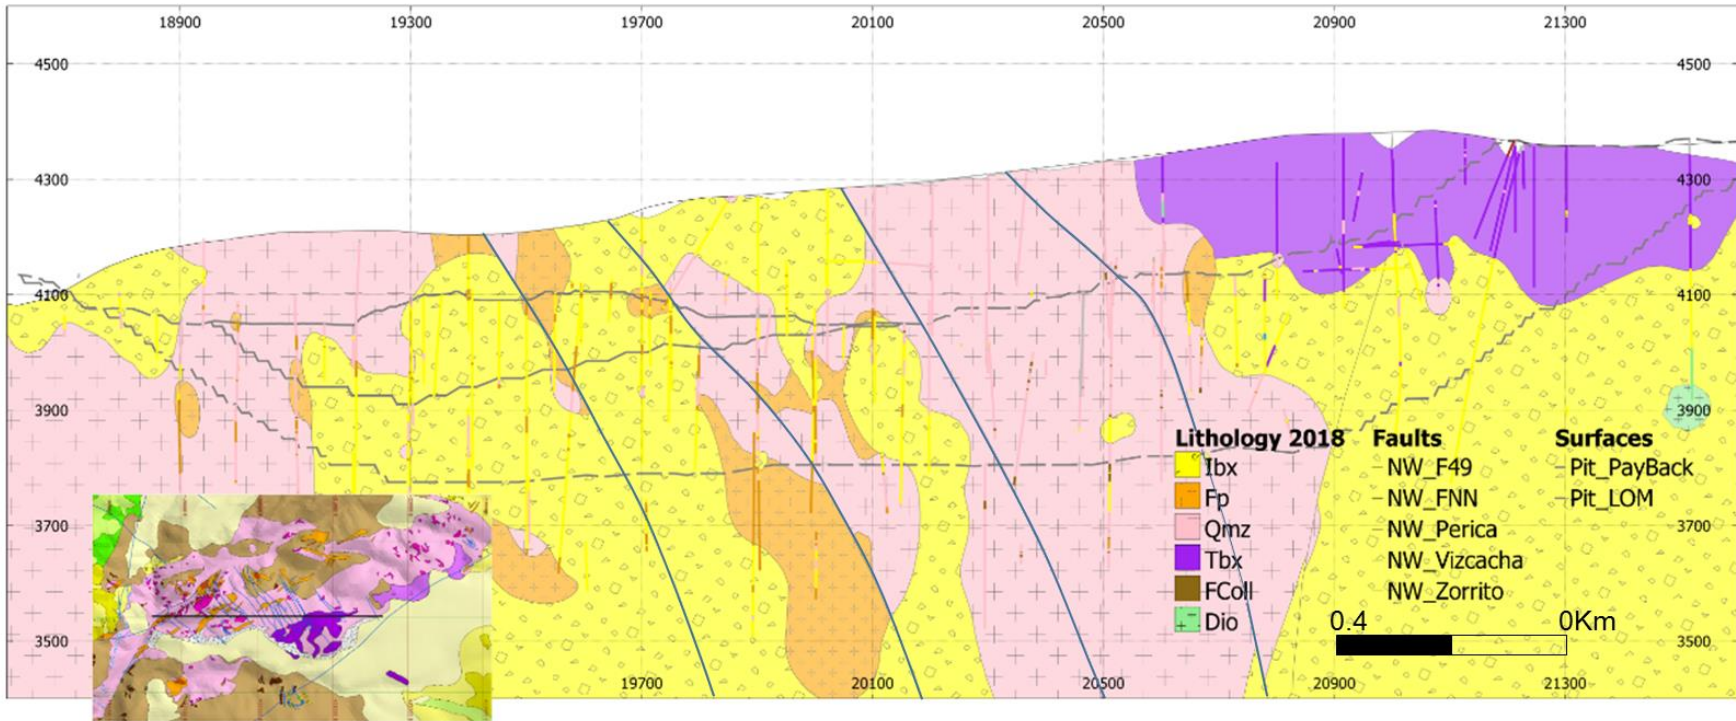 18900 19300 19700 20100 20500 20900 21300
4500 4500
4300 4300
4100 4100
3900 3900
Lithology 2018 Faults Surfaces
Ibx NW_F49 Pit_PayBack
Fp NW_FNN Pit_LOM
3700 Qmz NW_Perica 3700
Tbx NW_Vizcacha
FColl NW_Zorrito
Dio 0.4 0Km
3500 3500
19700 20100 20500 20900 21300